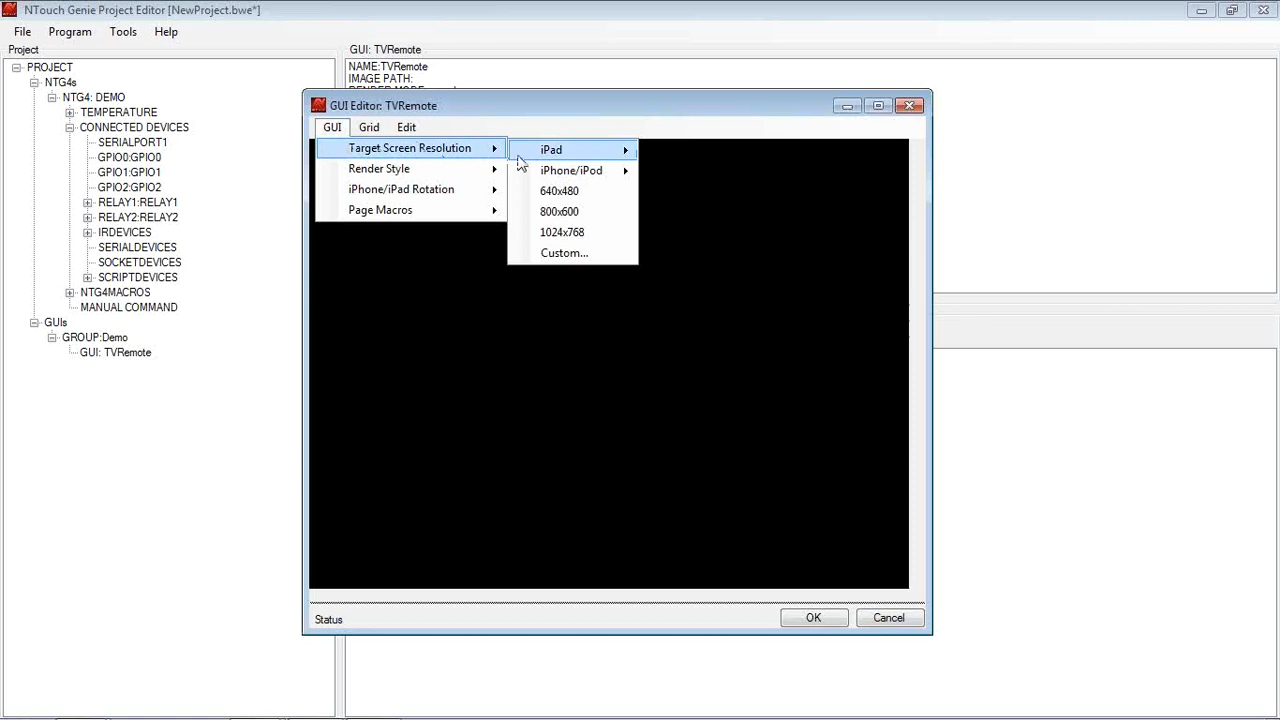 NTouch Genie Project Editor [NewProject.bwe*]
File Program Tools Help
Project
PROJECT
NTG4s
NTG4: DEMO
TEMPERATURE
CONNECTED DEVICES
SERIALPORT1
GPIO0:GPIO0
GPIO1:GPIO1
GPIO2:GPIO2
RELAY1:RELAY1
RELAY2:RELAY2
IRDEVICES
SERIALDEVICES
SOCKETDEVICES
SCRIPTDEVICES
NTG4MACROS
MANUAL COMMAND
GUIs
GROUP:Demo
GUI: TVRemote
GUI: TVRemote
NAME:TVRemote
IMAGE PATH:
GUI Editor: TVRemote
GUI Grid Edit
Target Screen Resolution
Render Style
iPhone/iPad Rotation
Page Macros
iPad
iPhone/iPod
640x480
800x600
1024x768
Custom...
Status
OK Cancel